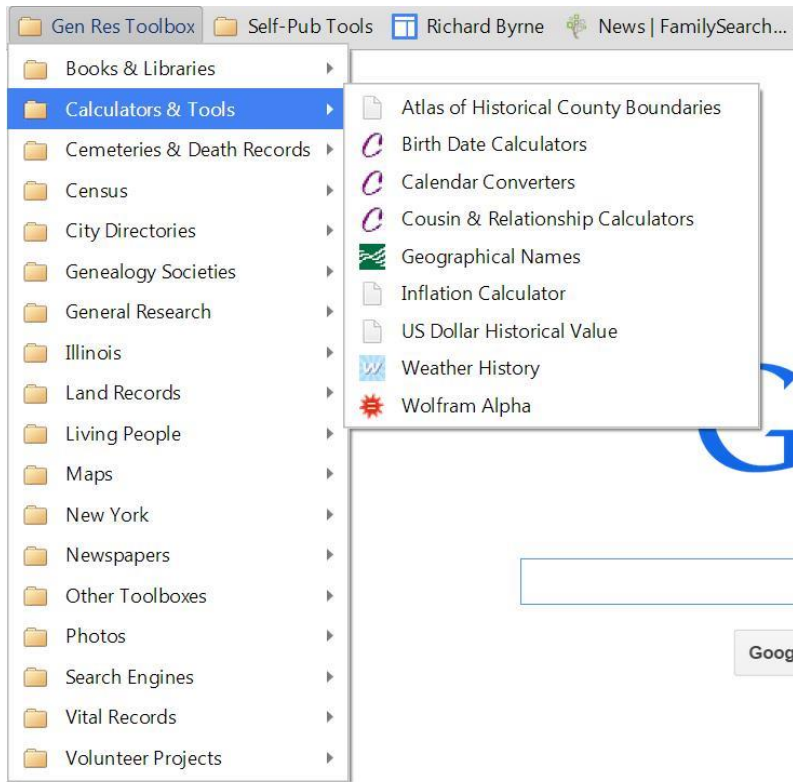 Gen Res Toolbox Self-Pub Tools Richard Byrne News | FamilySearch...
Books & Libraries
Calculators & Tools
Cemeteries & Death Records
Census
City Directories
Genealogy Societies
General Research
Illinois
Land Records
Living People
Maps
New York
Newspapers
Other Toolboxes
Photos
Search Engines
Vital Records
Volunteer Projects
Atlas of Historical County Boundaries
Birth Date Calculators
Calendar Converters
Cousin & Relationship Calculators
Geographical Names
Inflation Calculator
US Dollar Historical Value
Weather History
Wolfram Alpha
G
Goog